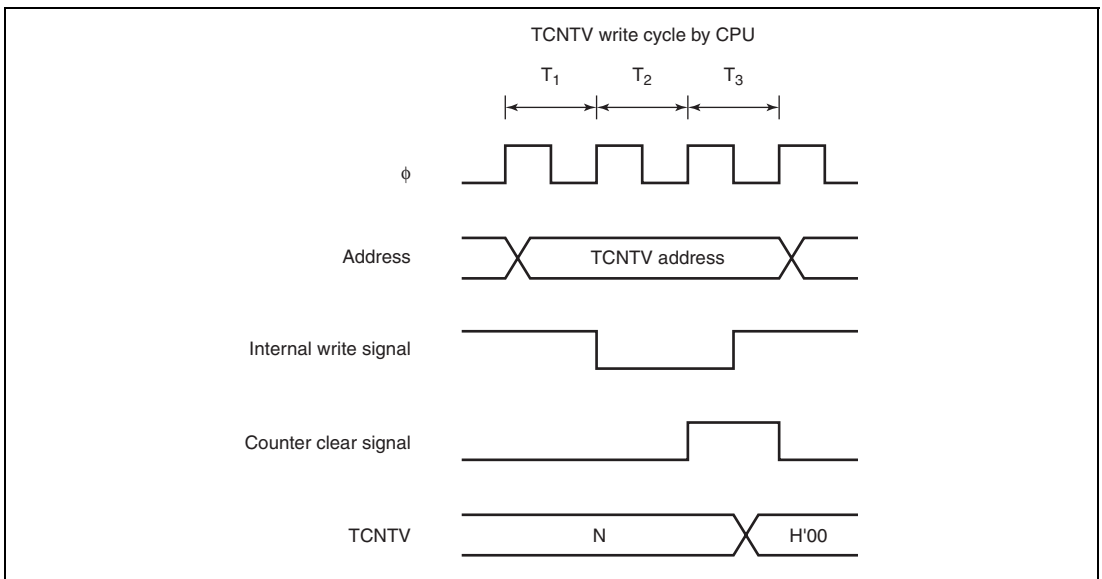 TCNTV write cycle by CPU
T₁ T₂ T₃
ϕ
Address TCNTV address
Internal write signal
Counter clear signal
TCNTV N H'00